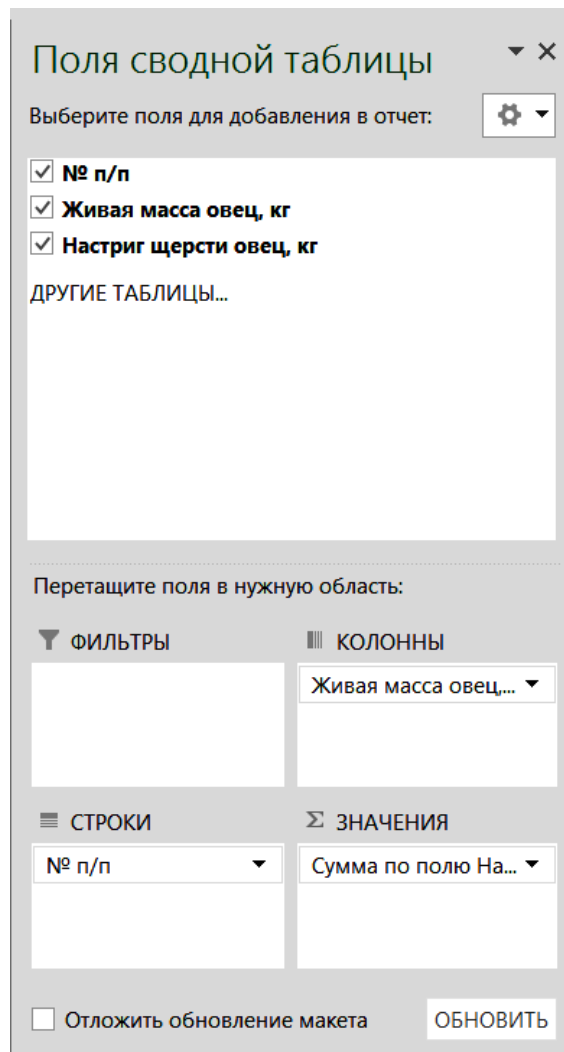 Поля сводной таблицы
Выберите поля для добавления в отчет:
№ п/п
Живая масса овец, кг
Настриг щерсти овец, кг
ДРУГИЕ ТАБЛИЦЫ...
Перетащите поля в нужную область:
ФИЛЬТРЫ
КОЛОННЫ
Живая масса овец,...
СТРОКИ
Σ ЗНАЧЕНИЯ
№ п/п
Сумма по полю На...
Отложить обновление макета
ОБНОВИТЬ